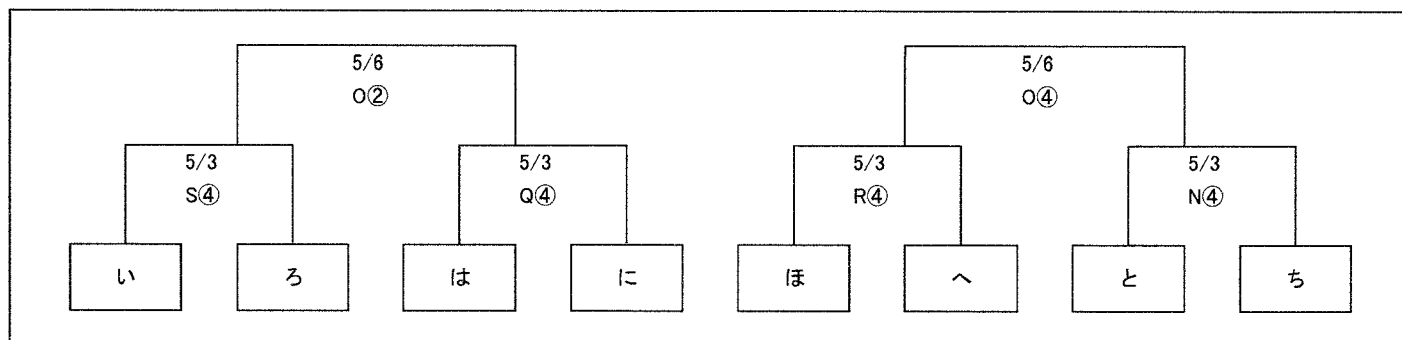 5/6 5/6
O② O④
5/3 5/3 5/3 5/3
S④ Q④ R④ N④
い ろ は に ほ へ と ち